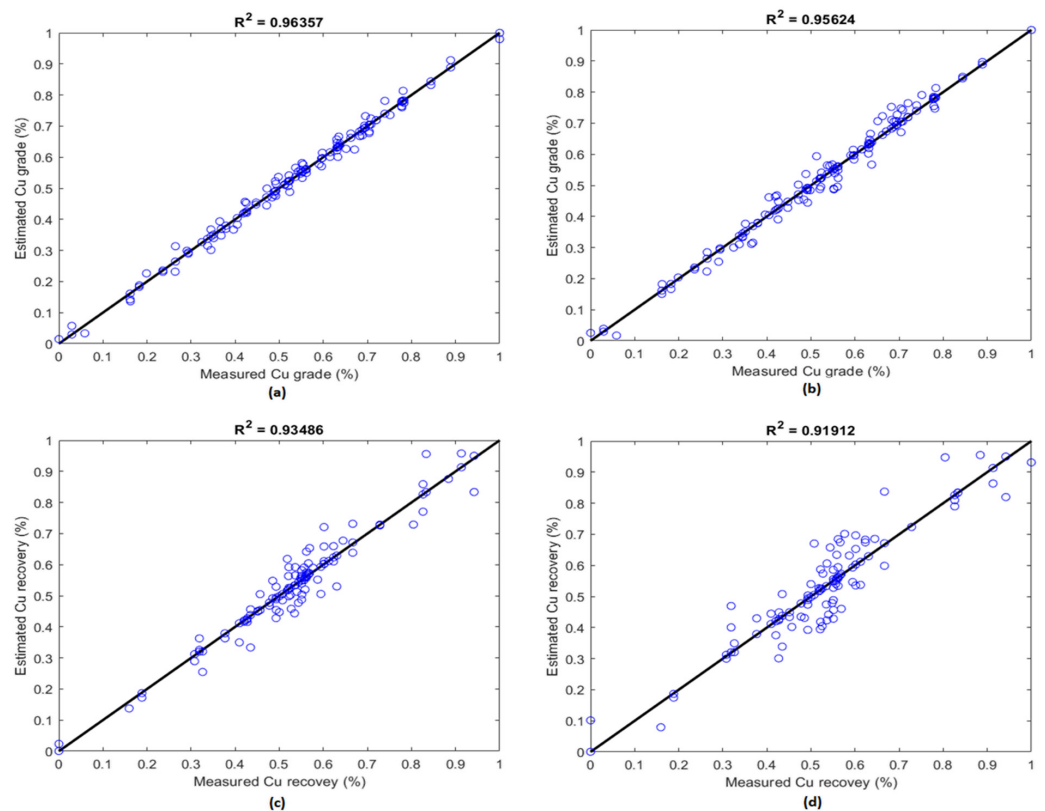 R² = 0.96357
1
0.9
0.8
0.7
0.6
0.5
0.4
0.3
0.2
0.1
0
Estimated Cu grade (%)
0 0.1 0.2 0.3 0.4 0.5 0.6 0.7 0.8 0.9 1
Measured Cu grade (%)
(a)
R² = 0.95624
1
0.9
0.8
0.7
0.6
0.5
0.4
0.3
0.2
0.1
0
Estimated Cu grade (%)
0 0.1 0.2 0.3 0.4 0.5 0.6 0.7 0.8 0.9 1
Measured Cu grade (%)
(b)
R² = 0.93486
1
0.9
0.8
0.7
0.6
0.5
0.4
0.3
0.2
0.1
0
Estimated Cu recovery (%)
0 0.1 0.2 0.3 0.4 0.5 0.6 0.7 0.8 0.9 1
Measured Cu recovey (%)
(c)
R² = 0.91912
1
0.9
0.8
0.7
0.6
0.5
0.4
0.3
0.2
0.1
0
Estimated Cu recovery (%)
0 0.1 0.2 0.3 0.4 0.5 0.6 0.7 0.8 0.9 1
Measured Cu recovey (%)
(d)